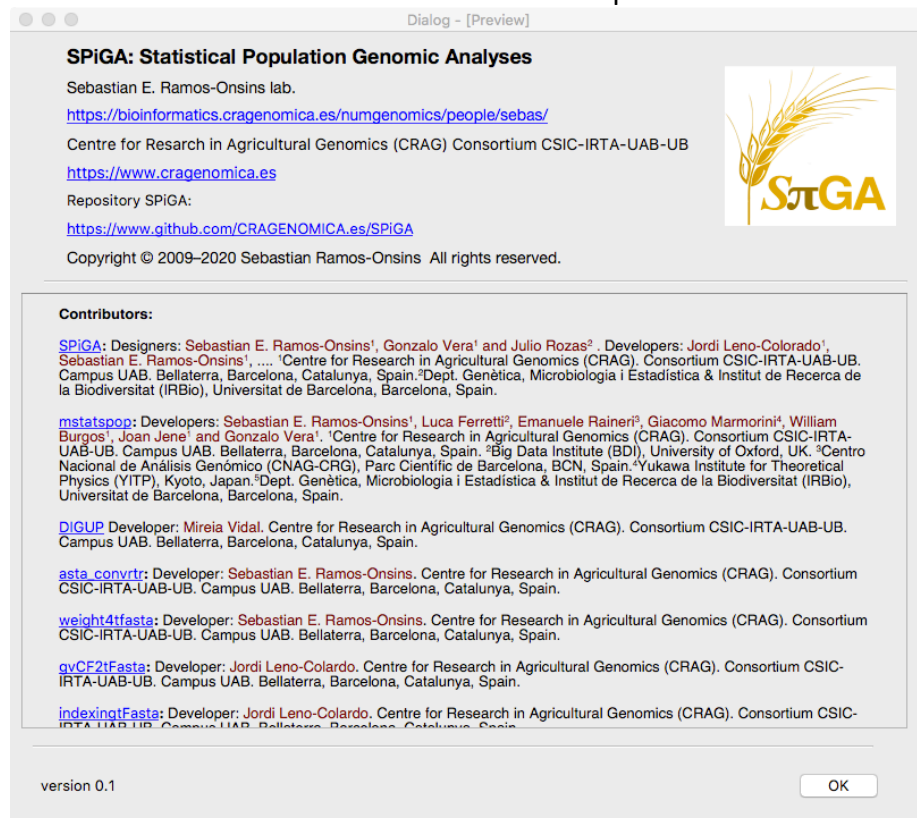 Dialog - [Preview]
SPiGA: Statistical Population Genomic Analyses
Sebastian E. Ramos-Onsins lab.
https://bioinformatics.cragenomica.es/numgenomics/people/sebas/
Centre for Resarch in Agricultural Genomics (CRAG) Consortium CSIC-IRTA-UAB-UB
https://www.cragenomica.es
Repository SPiGA:
https://www.github.com/CRAGENOMICA.es/SPiGA
Copyright © 2009–2020 Sebastian Ramos-Onsins All rights reserved.
SπGA
Contributors:
SPiGA: Designers: Sebastian E. Ramos-Onsins¹, Gonzalo Vera¹ and Julio Rozas² . Developers: Jordi Leno-Colorado¹,
Sebastian E. Ramos-Onsins¹, .... ¹Centre for Research in Agricultural Genomics (CRAG). Consortium CSIC-IRTA-UAB-UB.
Campus UAB. Bellaterra, Barcelona, Catalunya, Spain.²Dept. Genètica, Microbiologia i Estadística & Institut de Recerca de
la Biodiversitat (IRBio), Universitat de Barcelona, Barcelona, Spain.
mstatspop: Developers: Sebastian E. Ramos-Onsins¹, Luca Ferretti², Emanuele Raineri³, Giacomo Marmorini⁴, William
Burgos¹, Joan Jene¹ and Gonzalo Vera¹. ¹Centre for Research in Agricultural Genomics (CRAG). Consortium CSIC-IRTA-
UAB-UB. Campus UAB. Bellaterra, Barcelona, Catalunya, Spain. ²Big Data Institute (BDI), University of Oxford, UK. ³Centro
Nacional de Análisis Genómico (CNAG-CRG), Parc Científic de Barcelona, BCN, Spain.⁴Yukawa Institute for Theoretical
Physics (YITP), Kyoto, Japan.⁵Dept. Genètica, Microbiologia i Estadística & Institut de Recerca de la Biodiversitat (IRBio),
Universitat de Barcelona, Barcelona, Spain.
DIGUP Developer: Mireia Vidal. Centre for Research in Agricultural Genomics (CRAG). Consortium CSIC-IRTA-UAB-UB.
Campus UAB. Bellaterra, Barcelona, Catalunya, Spain.
asta_convrtr: Developer: Sebastian E. Ramos-Onsins. Centre for Research in Agricultural Genomics (CRAG). Consortium
CSIC-IRTA-UAB-UB. Campus UAB. Bellaterra, Barcelona, Catalunya, Spain.
weight4tfasta: Developer: Sebastian E. Ramos-Onsins. Centre for Research in Agricultural Genomics (CRAG). Consortium
CSIC-IRTA-UAB-UB. Campus UAB. Bellaterra, Barcelona, Catalunya, Spain.
gvCF2tFasta: Developer: Jordi Leno-Colardo. Centre for Research in Agricultural Genomics (CRAG). Consortium CSIC-
IRTA-UAB-UB. Campus UAB. Bellaterra, Barcelona, Catalunya, Spain.
indexingtFasta: Developer: Jordi Leno-Colardo. Centre for Research in Agricultural Genomics (CRAG). Consortium CSIC-
IRTA-UAB-UB. Campus UAB. Bellaterra, Barcelona, Catalunya, Spain.
version 0.1
OK